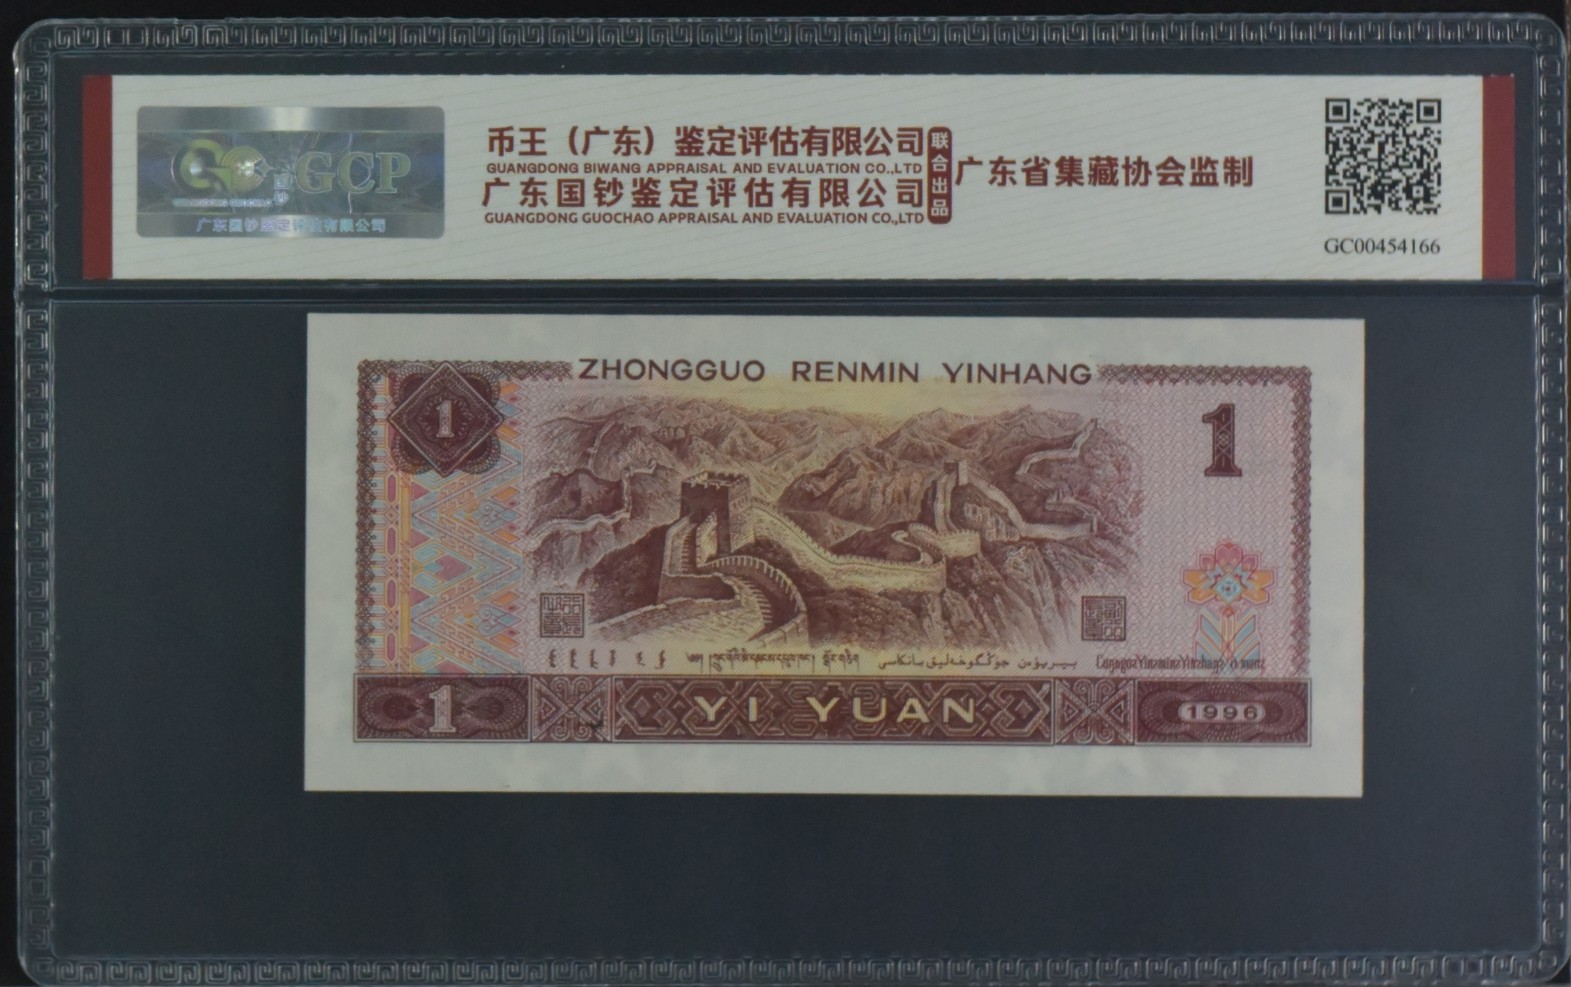 GCP
广东国钞鉴定评估有限公司
币王（广东）鉴定评估有限公司
GUANGDONG BIWANG APPRAISAL AND EVALUATION CO.,LTD
广东国钞鉴定评估有限公司
GUANGDONG GUOCHAO APPRAISAL AND EVALUATION CO.,LTD
联合出品
广东省集藏协会监制
GC00454166
ZHONGGUO RENMIN YINHANG
1
1
1
YI YUAN
1996